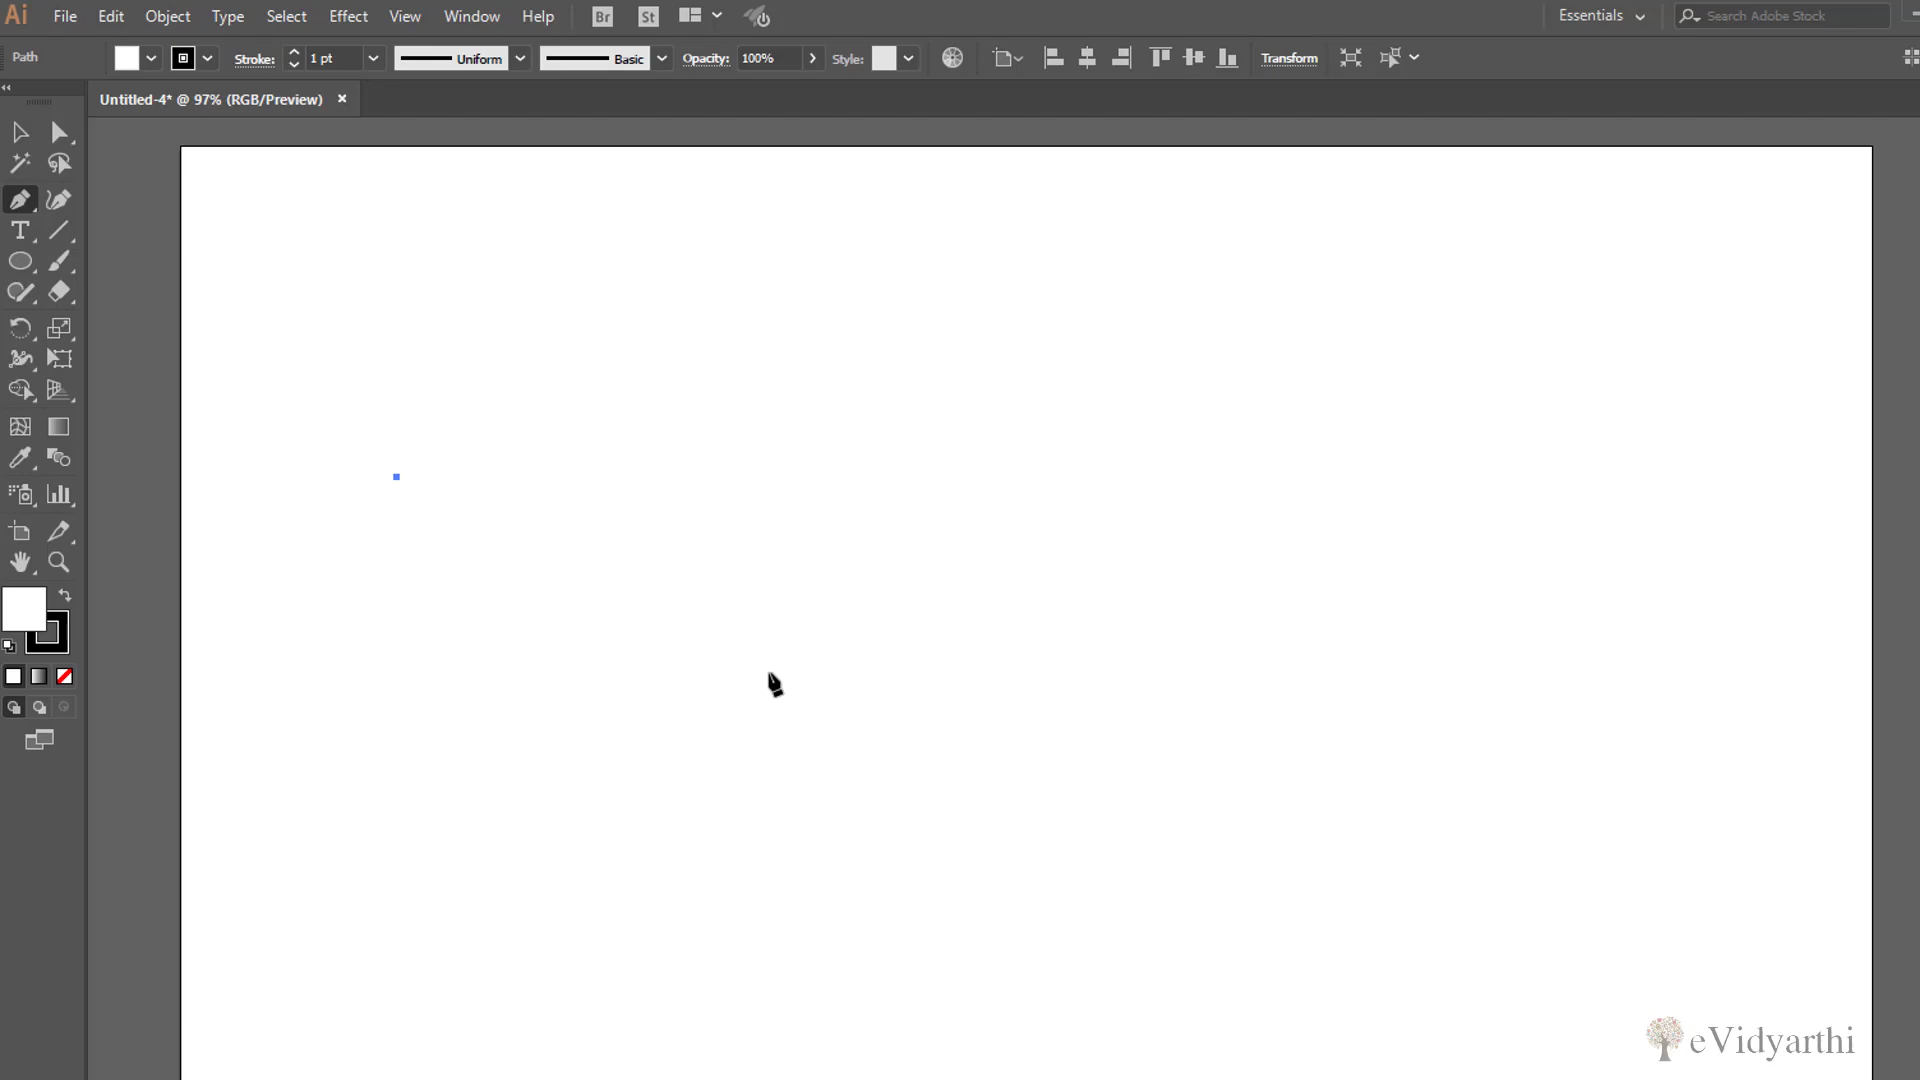 Ai File Edit Object Type Select Effect View Window Help Br St Essentials Search Adobe Stock
Path Stroke: 1 pt Uniform Basic Opacity: 100% Style: Transform
Untitled-4* @ 97% (RGB/Preview) ×
T
eVidyarthi